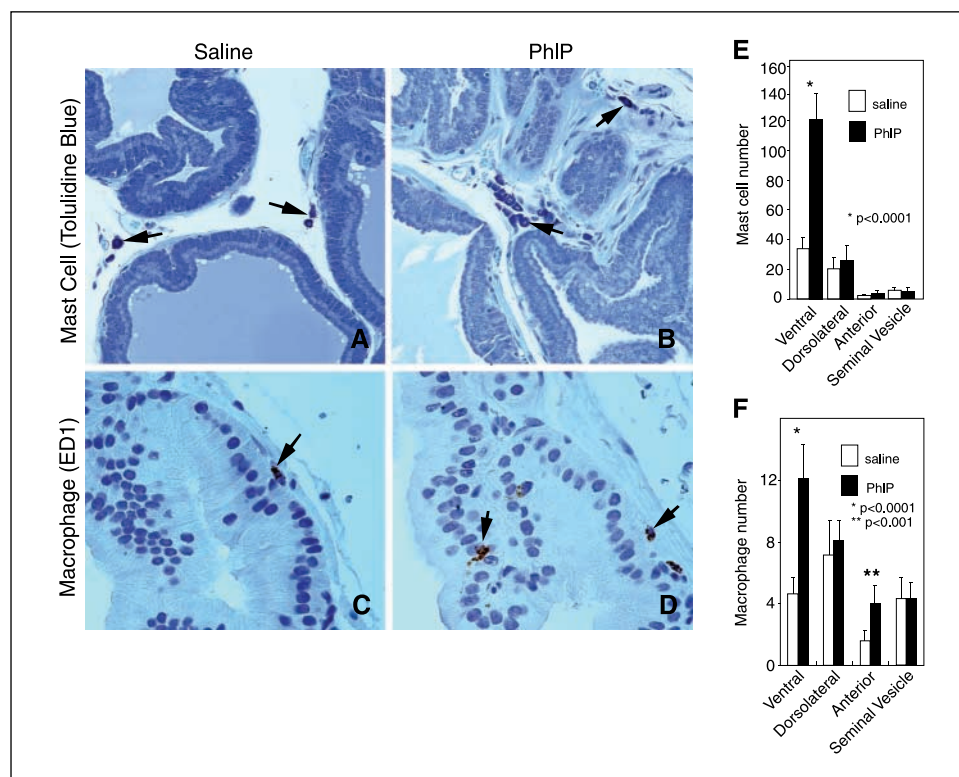 Saline
PhIP
Mast Cell (Tolulidine Blue)
A
B
Macrophage (ED1)
C
D
E
160
140
120
100
80
60
40
20
0
Mast cell number
*
saline
PhIP
* p<0.0001
Ventral
Dorsolateral
Anterior
Seminal Vesicle
F
12
8
4
0
Macrophage number
*
saline
PhIP
* p<0.0001
** p<0.001
**
Ventral
Dorsolateral
Anterior
Seminal Vesicle